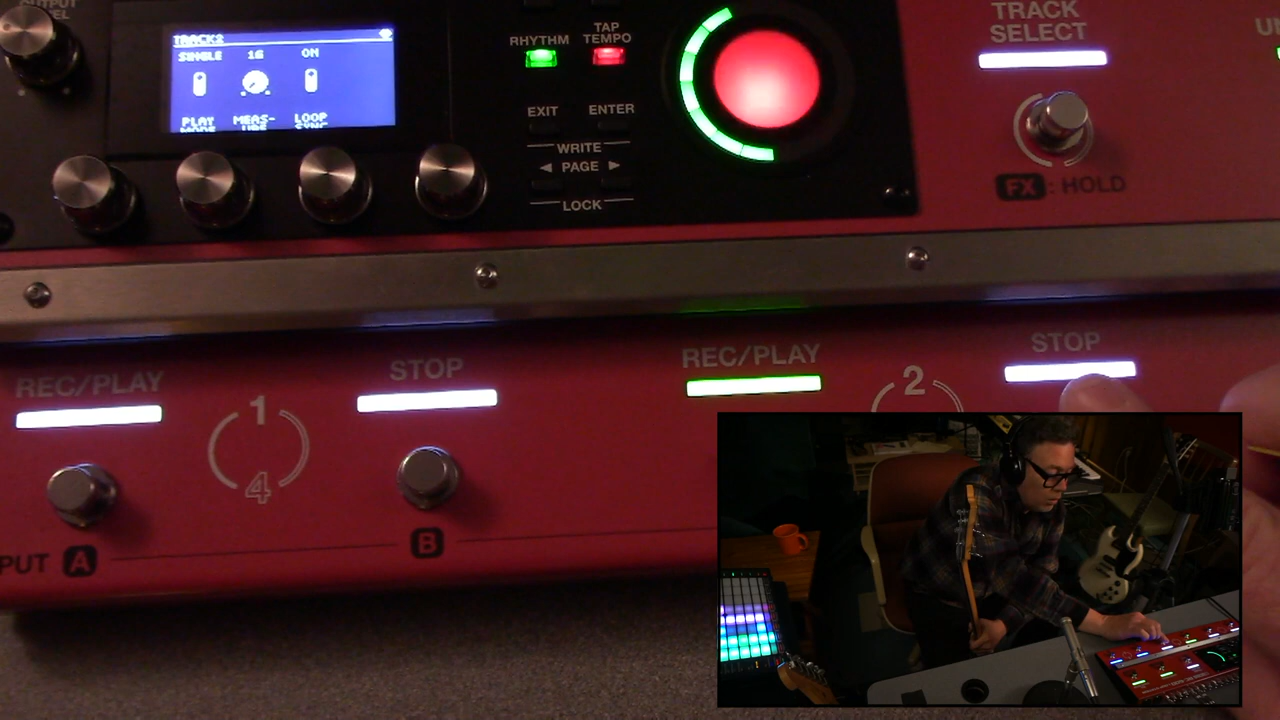 OUTPUT
TRACK2
SINGLE 16 ON
PLAY MEAS- LOOP
MODE URE SYNC
RHYTHM
TAP
TEMPO
EXIT ENTER
WRITE
◄ PAGE ►
LOCK
TRACK
SELECT
FX : HOLD
REC/PLAY
1
4
STOP
REC/PLAY
2
STOP
A
B